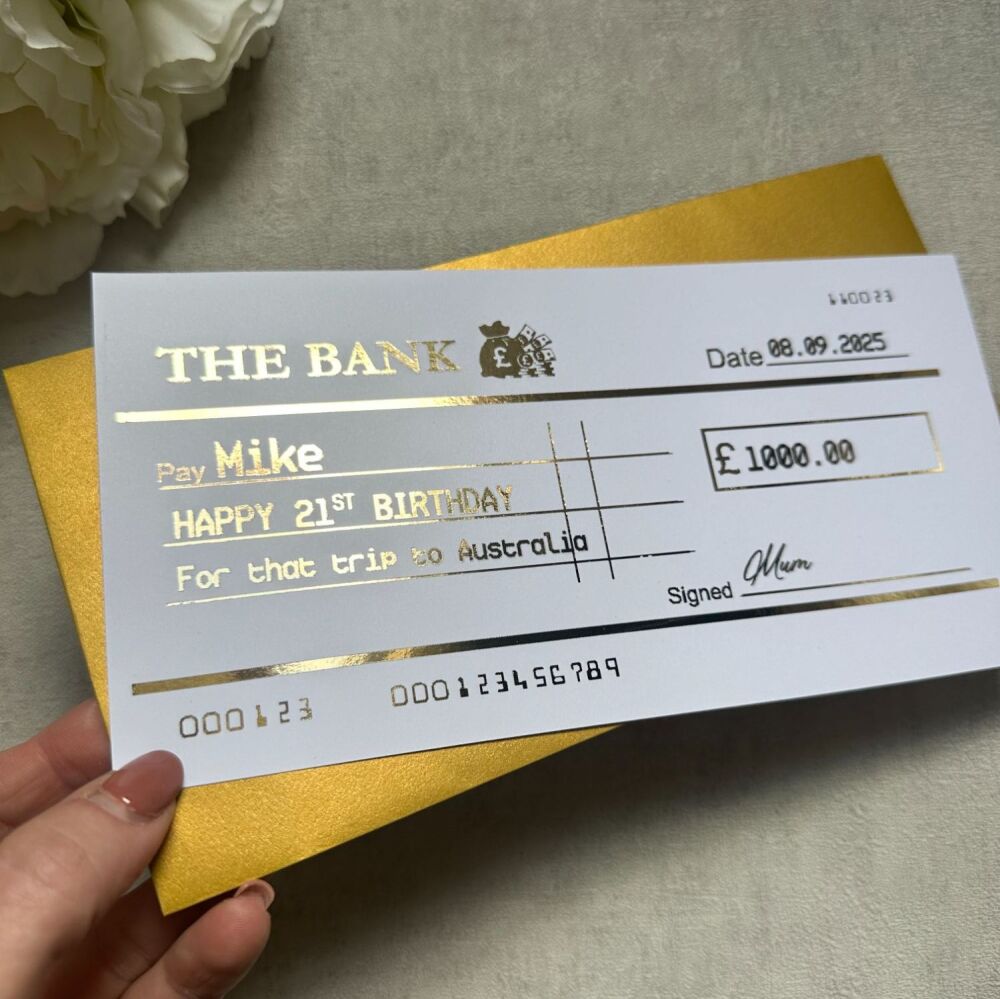 110023
THE BANK £
Date 08.09.2025
Pay Mike
£ 1000.00
HAPPY 21ST BIRTHDAY
For that trip to Australia
Signed Mum
000123 000123456789